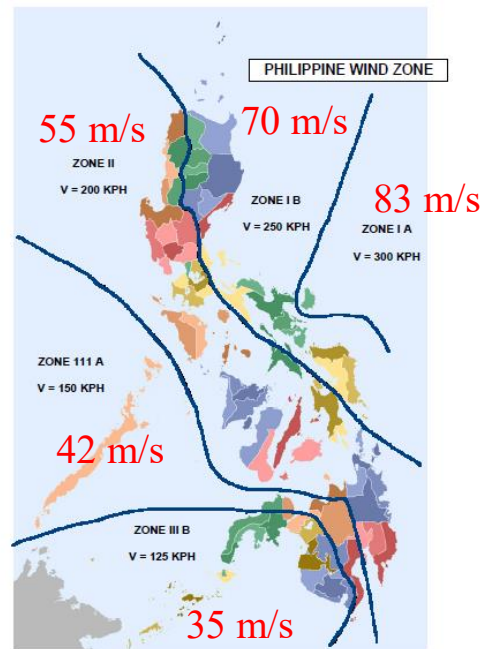 PHILIPPINE WIND ZONE
55 m/s
70 m/s
ZONE II
V = 200 KPH
83 m/s
ZONE I B
V = 250 KPH
ZONE I A
V = 300 KPH
ZONE 111 A
V = 150 KPH
42 m/s
ZONE III B
V = 125 KPH
35 m/s